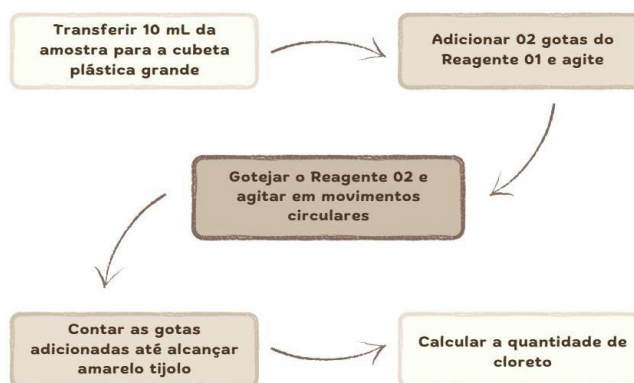 Transferir 10 mL da
amostra para a cubeta
plástica grande
Adicionar 02 gotas do
Reagente 01 e agite
Gotejar o Reagente 02 e
agitar em movimentos
circulares
Contar as gotas
adicionadas até alcançar
amarelo tijolo
Calcular a quantidade de
cloreto